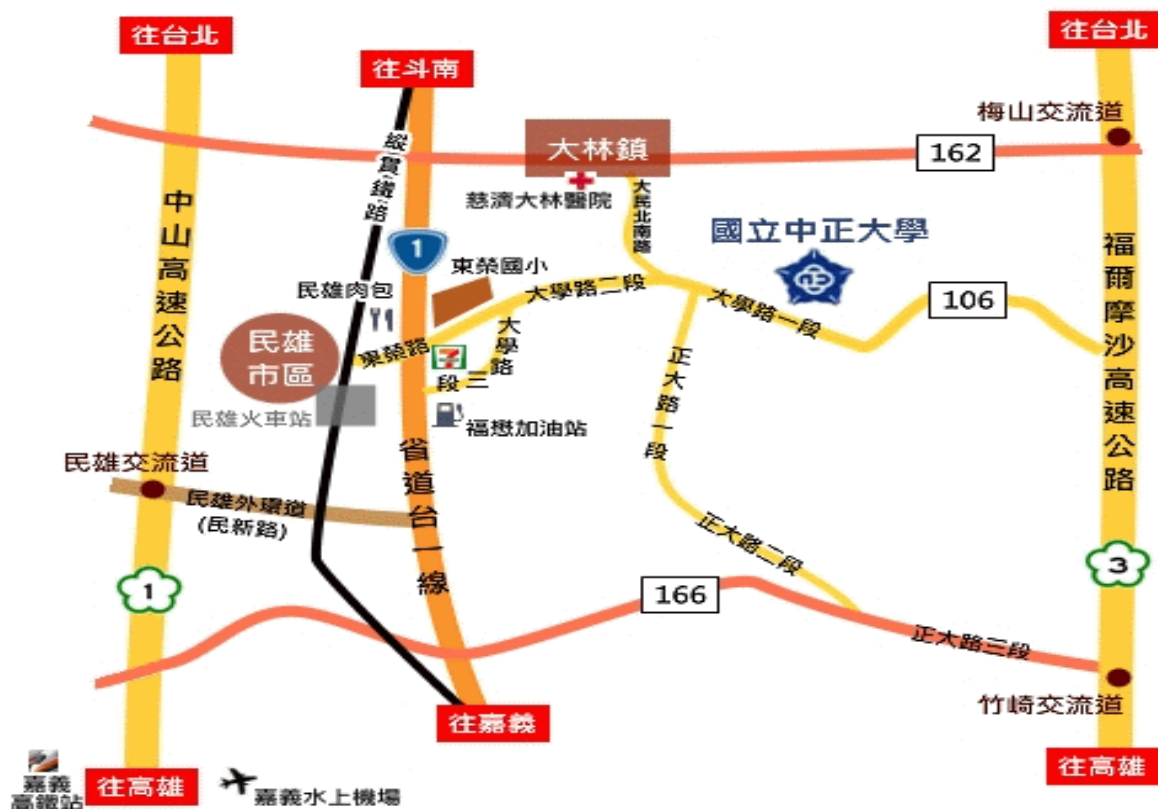 往台北
往台北
往斗南
梅山交流道
大林鎮
162
縱貫鐵路
慈濟大林醫院
大民北南路
國立中正大學
正
中山高速公路
福爾摩沙高速公路
1
東榮國小
民雄肉包
大學路二段
大學路一段
106
民雄
市區
東榮路
7
大學路
三段
正大路一段
民雄火車站
福懋加油站
省道台一線
民雄交流道
民雄外環道
(民新路)
正大路二段
3
1
166
正大路三段
竹崎交流道
往嘉義
往高雄
嘉義
高鐵站
往高雄
嘉義水上機場